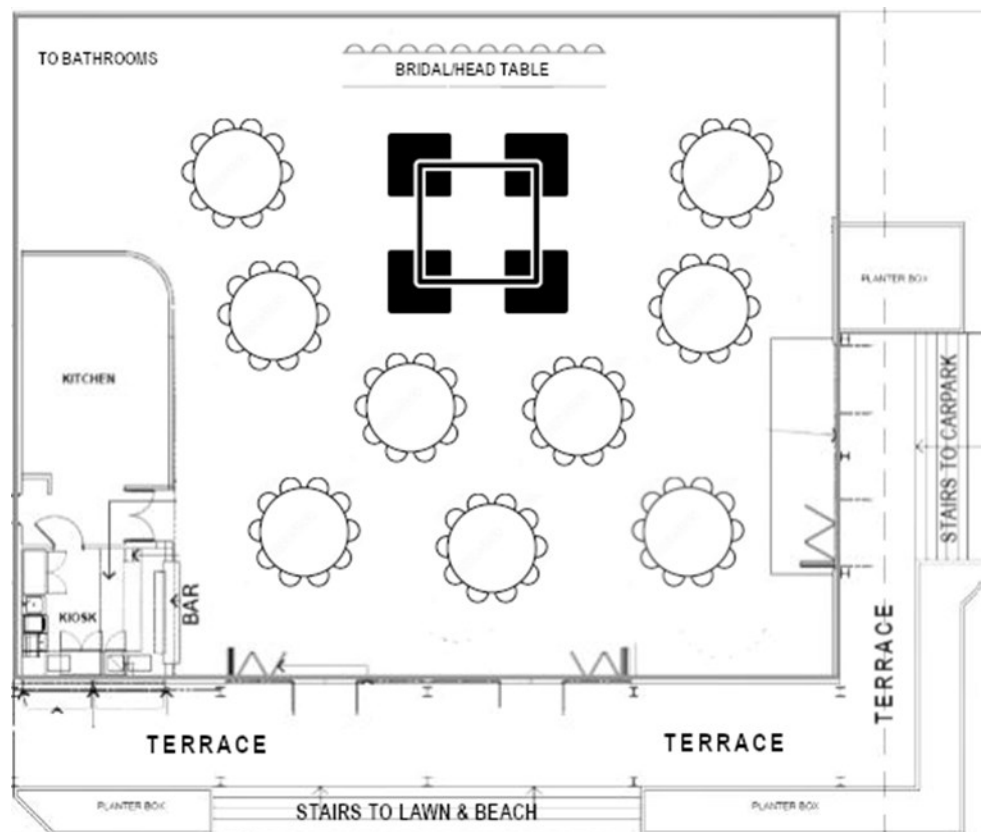 TO BATHROOMS
BRIDAL/HEAD TABLE
PLANTER BOX
KITCHEN
STAIRS TO CARPARK
BAR
KIOSK
TERRACE
TERRACE
TERRACE
PLANTER BOX
STAIRS TO LAWN & BEACH
PLANTER BOX